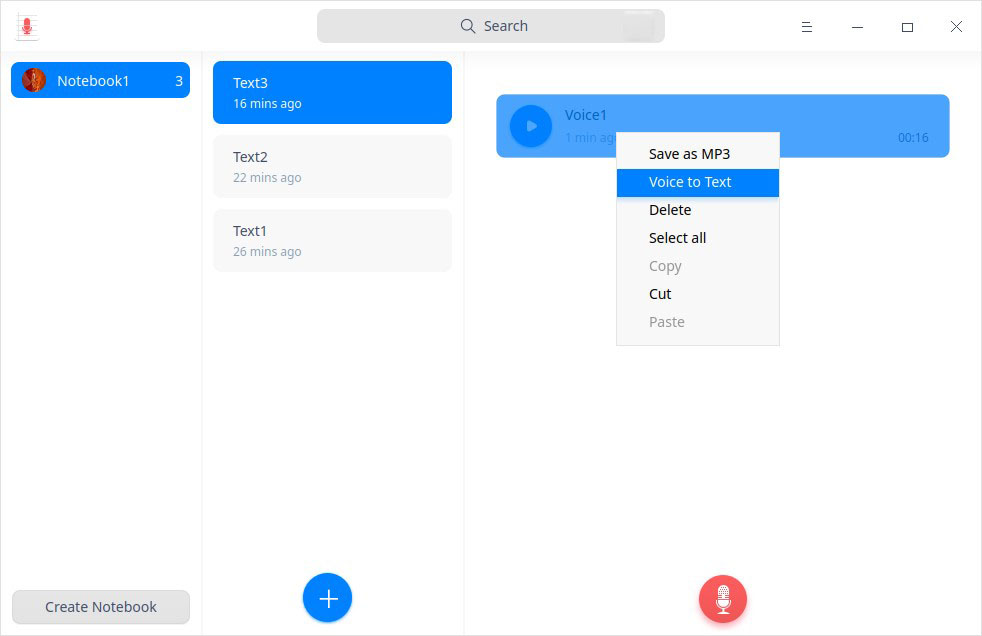 Search
Notebook1 3
Text3
16 mins ago
Text2
22 mins ago
Text1
26 mins ago
Voice1
1 min ag
00:16
Save as MP3
Voice to Text
Delete
Select all
Copy
Cut
Paste
Create Notebook